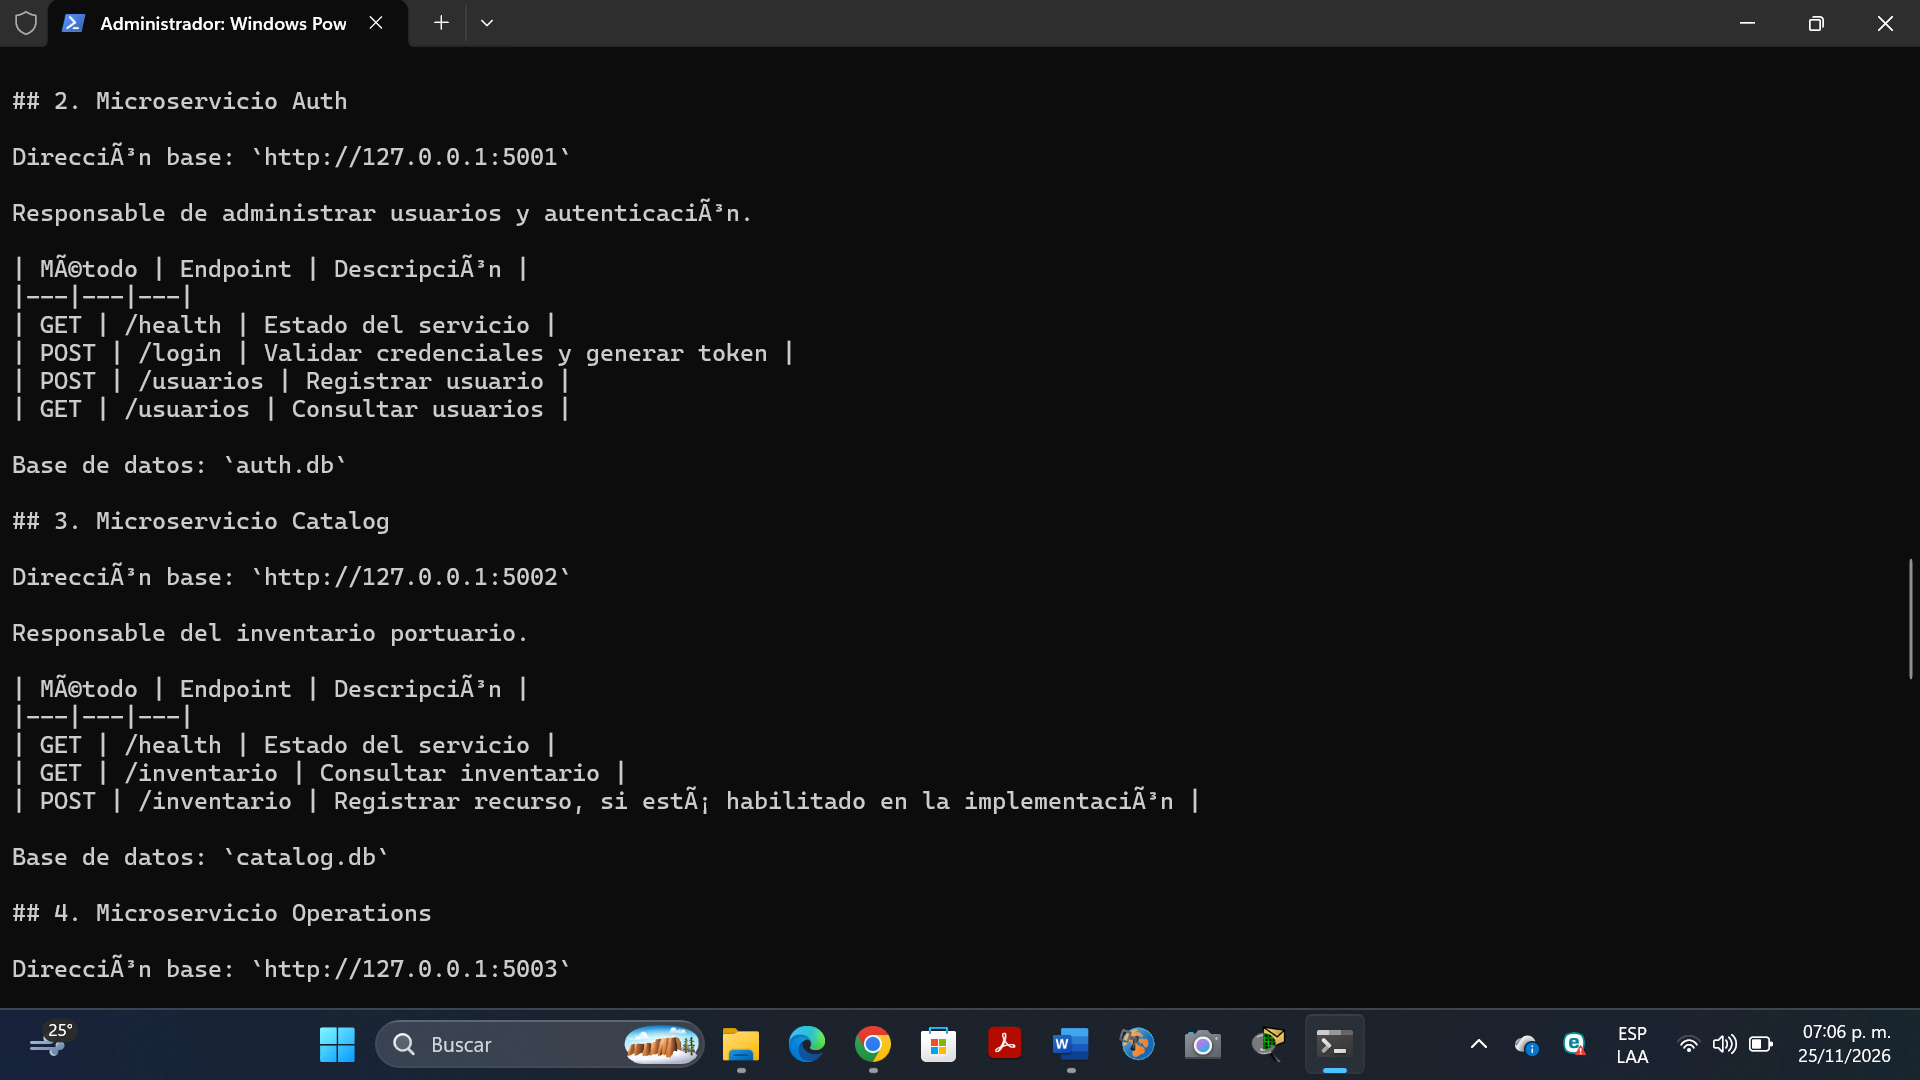 Administrador: Windows Pow
## 2. Microservicio Auth
DirecciÃ³n base: `http://127.0.0.1:5001`
Responsable de administrar usuarios y autenticaciÃ³n.
| MÃ©todo | Endpoint | DescripciÃ³n |
|---|---|---|
| GET | /health | Estado del servicio |
| POST | /login | Validar credenciales y generar token |
| POST | /usuarios | Registrar usuario |
| GET | /usuarios | Consultar usuarios |
Base de datos: `auth.db`
## 3. Microservicio Catalog
DirecciÃ³n base: `http://127.0.0.1:5002`
Responsable del inventario portuario.
| MÃ©todo | Endpoint | DescripciÃ³n |
|---|---|---|
| GET | /health | Estado del servicio |
| GET | /inventario | Consultar inventario |
| POST | /inventario | Registrar recurso, si estÃ¡ habilitado en la implementaciÃ³n |
Base de datos: `catalog.db`
## 4. Microservicio Operations
DirecciÃ³n base: `http://127.0.0.1:5003`
25°
Buscar
ESP
LAA
07:06 p. m.
25/11/2026